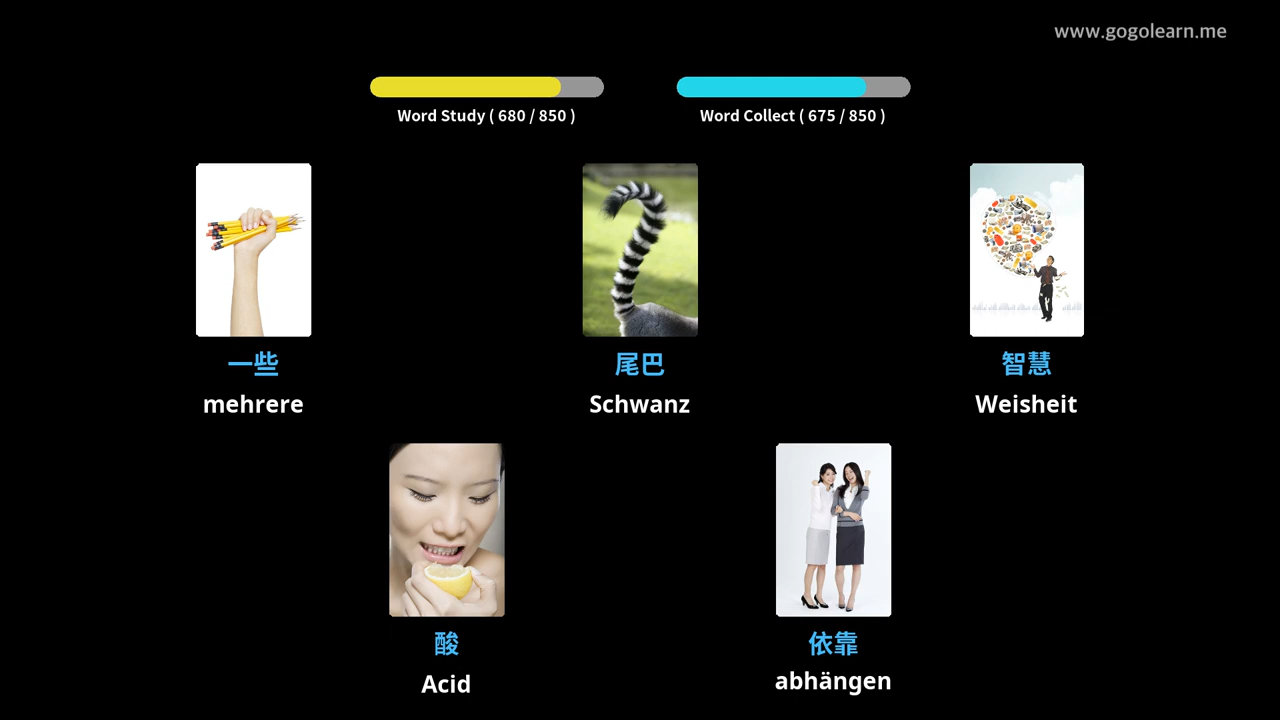 www.gogolearn.me
Word Study ( 680 / 850 )
Word Collect ( 675 / 850 )
一些
mehrere
尾巴
Schwanz
智慧
Weisheit
酸
Acid
依靠
abhängen